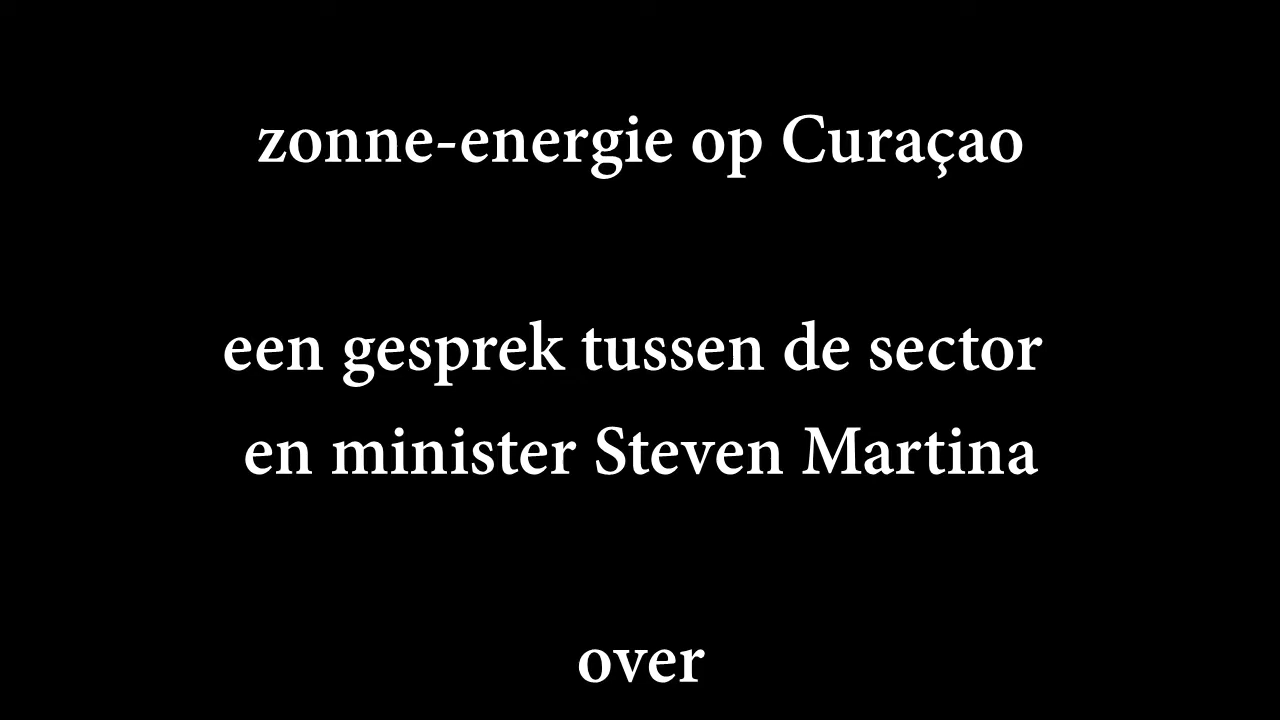 zonne-energie op Curaçao
een gesprek tussen de sector
en minister Steven Martina
over